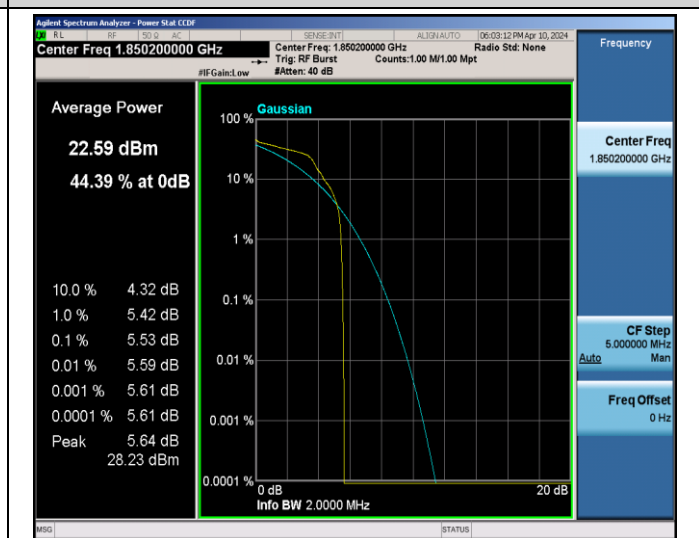 Agilent Spectrum Analyzer - Power Stat CCDF
RL RF 50 Ω AC SENSE:INT ALIGN AUTO 06:03:12 PM Apr 10, 2024
Center Freq 1.850200000 GHz
Center Freq: 1.850200000 GHz Radio Std: None
Trig: RF Burst Counts:1.00 M/1.00 Mpt
#IFGain:Low #Atten: 40 dB
Frequency
Average Power
22.59 dBm
44.39 % at 0dB
10.0 % 4.32 dB
1.0 % 5.42 dB
0.1 % 5.53 dB
0.01 % 5.59 dB
0.001 % 5.61 dB
0.0001 % 5.61 dB
Peak 5.64 dB
28.23 dBm
Gaussian
100 %
10 %
1 %
0.1 %
0.01 %
0.001 %
0.0001 %
0 dB 20 dB
Info BW 2.0000 MHz
Center Freq
1.850200000 GHz
CF Step
5.000000 MHz
Auto Man
Freq Offset
0 Hz
MSG STATUS